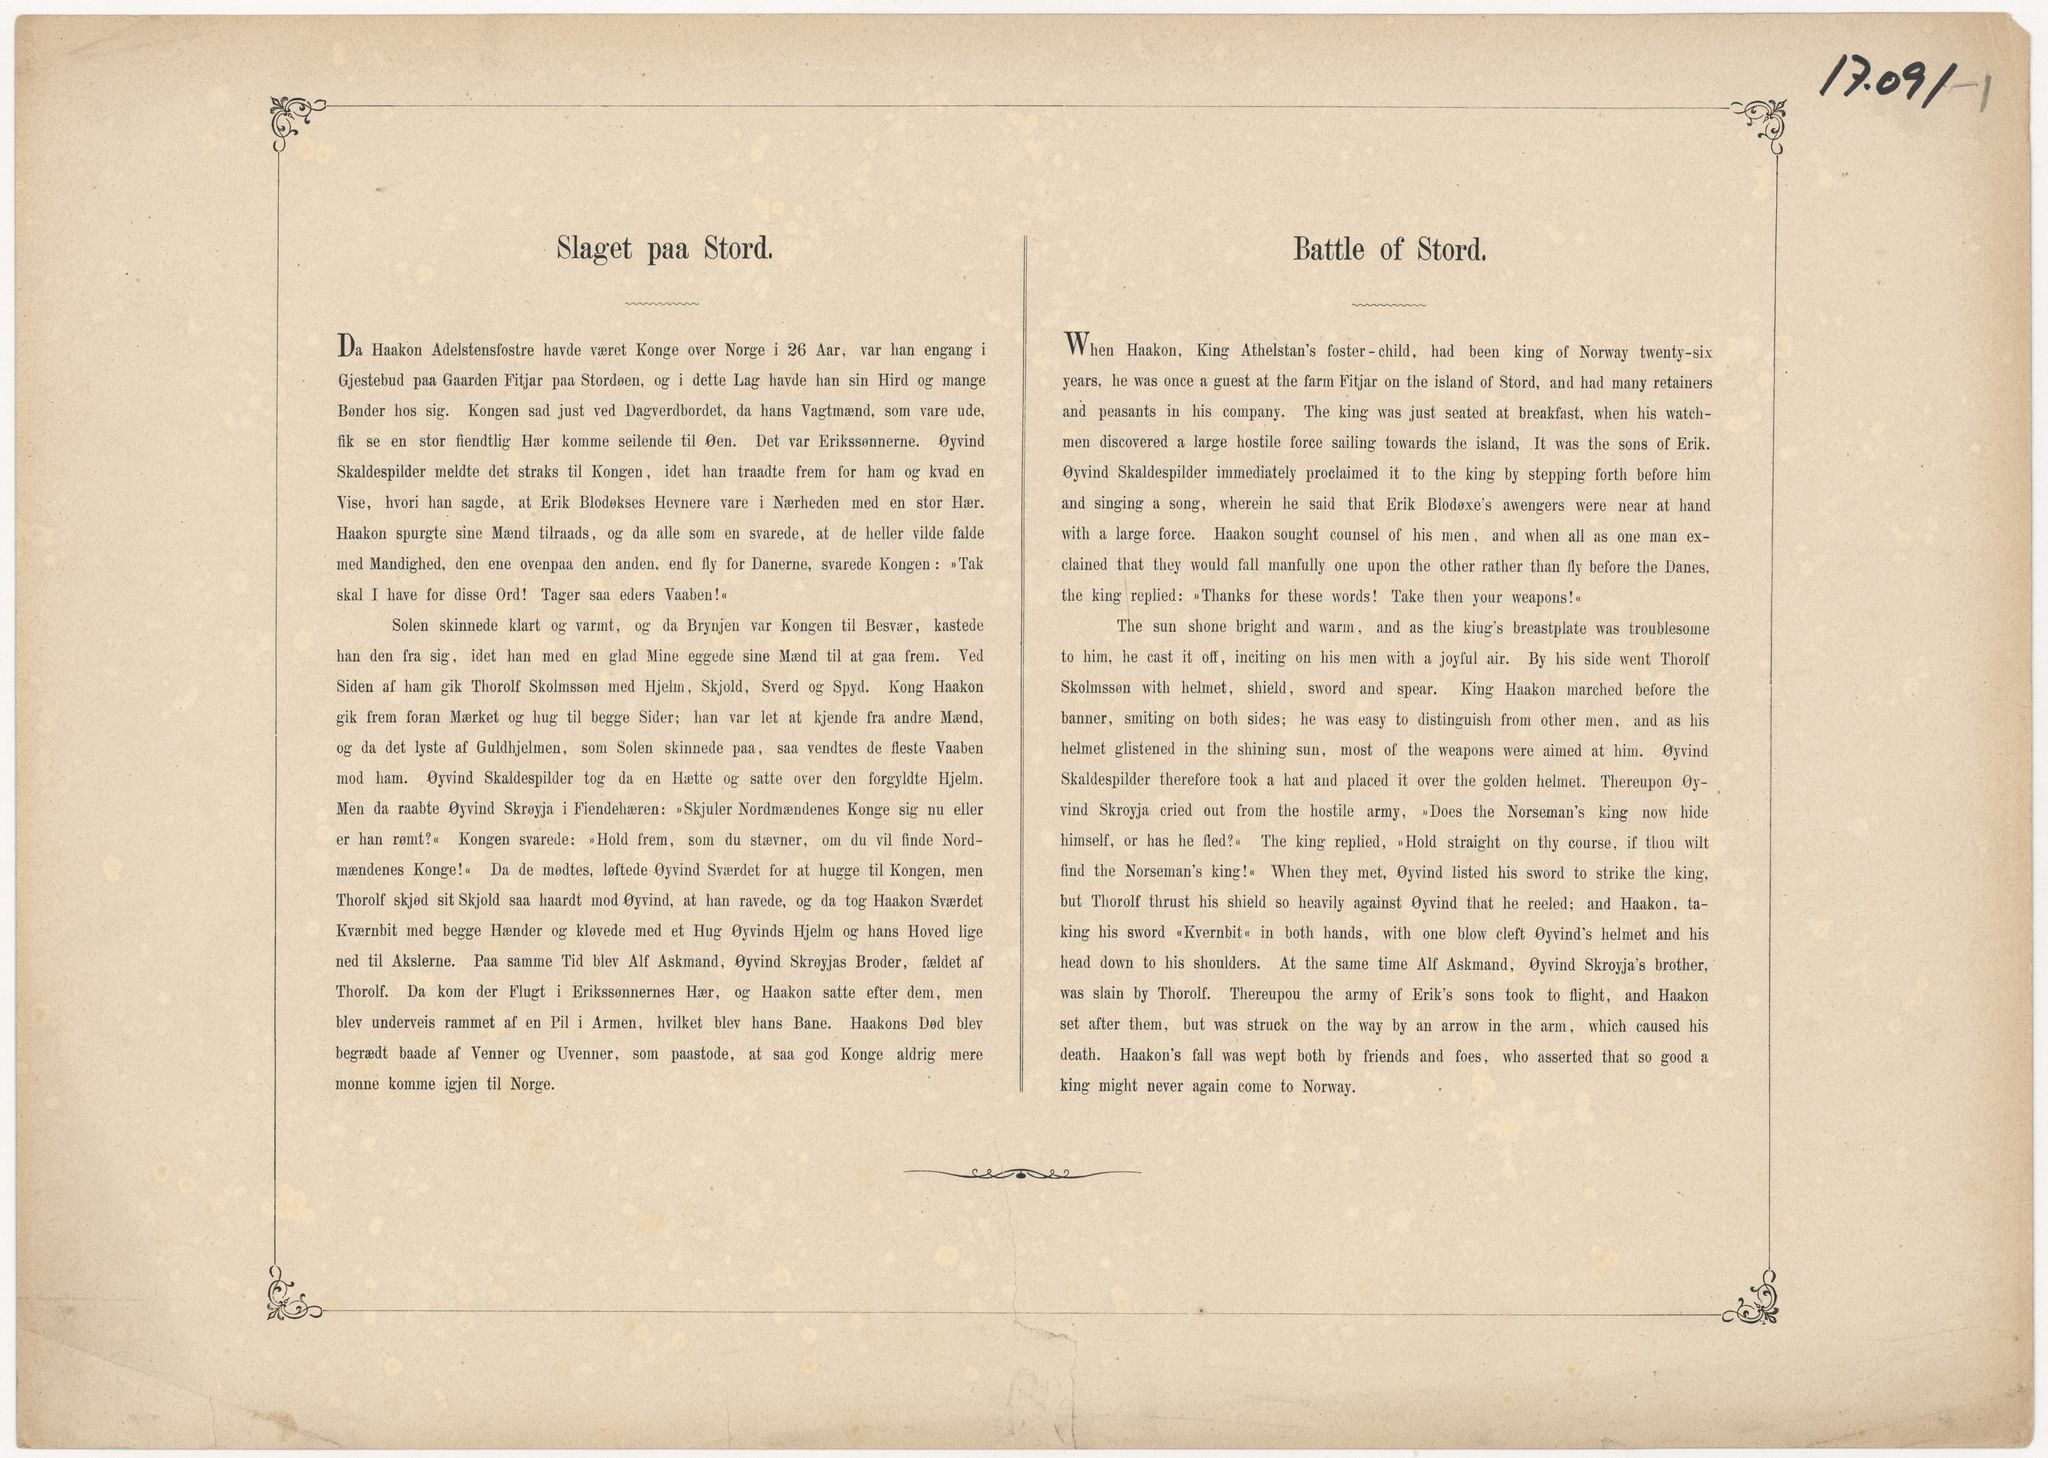 17.091-1
Slaget paa Stord.
Da Haakon Adelstensfostre havde været Konge over Norge i 26 Aar, var han engang i
Gjestebud paa Gaarden Fitjar paa Stordøen, og i dette Lag havde han sin Hird og mange
Bønder hos sig. Kongen sad just ved Dagverdbordet, da hans Vagtmænd, som vare ude,
fik se en stor fiendtlig Hær komme seilende til Øen. Det var Erikssønnerne. Øyvind
Skaldespilder meldte det straks til Kongen, idet han traadte frem for ham og kvad en
Vise, hvori han sagde, at Erik Blodøkses Hevnere vare i Nærheden med en stor Hær.
Haakon spurgte sine Mænd tilraads, og da alle som en svarede, at de heller vilde falde
med Mandighed, den ene ovenpaa den anden, end fly for Danerne, svarede Kongen: »Tak
skal I have for disse Ord! Tager saa eders Vaaben!«
Solen skinnede klart og varmt, og da Brynjen var Kongen til Besvær, kastede
han den fra sig, idet han med en glad Mine eggede sine Mænd til at gaa frem. Ved
Siden af ham gik Thorolf Skolmssøn med Hjelm, Skjold, Sverd og Spyd. Kong Haakon
gik frem foran Mærket og hug til begge Sider; han var let at kjende fra andre Mænd,
og da det lyste af Guldhjelmen, som Solen skinnede paa, saa vendtes de fleste Vaaben
mod ham. Øyvind Skaldespilder tog da en Hætte og satte over den forgyldte Hjelm.
Men da raabte Øyvind Skrøyja i Fiendehæren: »Skjuler Nordmændenes Konge sig nu eller
er han rømt?« Kongen svarede: »Hold frem, som du stævner, om du vil finde Nord-
mændenes Konge!« Da de mødtes, løftede Øyvind Sværdet for at hugge til Kongen, men
Thorolf skjød sit Skjold saa haardt mod Øyvind, at han ravede, og da tog Haakon Sværdet
Kværnbit med begge Hænder og kløvede med et Hug Øyvinds Hjelm og hans Hoved lige
ned til Akslerne. Paa samme Tid blev Alf Askmand, Øyvind Skrøyjas Broder, fældet af
Thorolf. Da kom der Flugt i Erikssønnernes Hær, og Haakon satte efter dem, men
blev underveis rammet af en Pil i Armen, hvilket blev hans Bane. Haakons Død blev
begrædt baade af Venner og Uvenner, som paastode, at saa god Konge aldrig mere
monne komme igjen til Norge.
Battle of Stord.
When Haakon, King Athelstan's foster-child, had been king of Norway twenty-six
years, he was once a guest at the farm Fitjar on the island of Stord, and had many retainers
and peasants in his company. The king was just seated at breakfast, when his watch-
men discovered a large hostile force sailing towards the island, It was the sons of Erik.
Øyvind Skaldespilder immediately proclaimed it to the king by stepping forth before him
and singing a song, wherein he said that Erik Blodøxe's awengers were near at hand
with a large force. Haakon sought counsel of his men, and when all as one man ex-
clained that they would fall manfully one upon the other rather than fly before the Danes,
the king replied: »Thanks for these words! Take then your weapons!«
The sun shone bright and warm, and as the kiug's breastplate was troublesome
to him, he cast it off, inciting on his men with a joyful air. By his side went Thorolf
Skolmssøn with helmet, shield, sword and spear. King Haakon marched before the
banner, smiting on both sides; he was easy to distinguish from other men, and as his
helmet glistened in the shining sun, most of the weapons were aimed at him. Øyvind
Skaldespilder therefore took a hat and placed it over the golden helmet. Thereupon Øy-
vind Skroyja cried out from the hostile army, »Does the Norseman's king now hide
himself, or has he fled?« The king replied, »Hold straight on thy course, if thou wilt
find the Norseman's king!« When they met, Øyvind listed his sword to strike the king,
but Thorolf thrust his shield so heavily against Øyvind that he reeled; and Haakon, ta-
king his sword «Kvernbit« in both hands, with one blow cleft Øyvind's helmet and his
head down to his shoulders. At the same time Alf Askmand, Øyvind Skroyja's brother,
was slain by Thorolf. Thereupou the army of Erik's sons took to flight, and Haakon
set after them, but was struck on the way by an arrow in the arm, which caused his
death. Haakon's fall was wept both by friends and foes, who asserted that so good a
king might never again come to Norway.